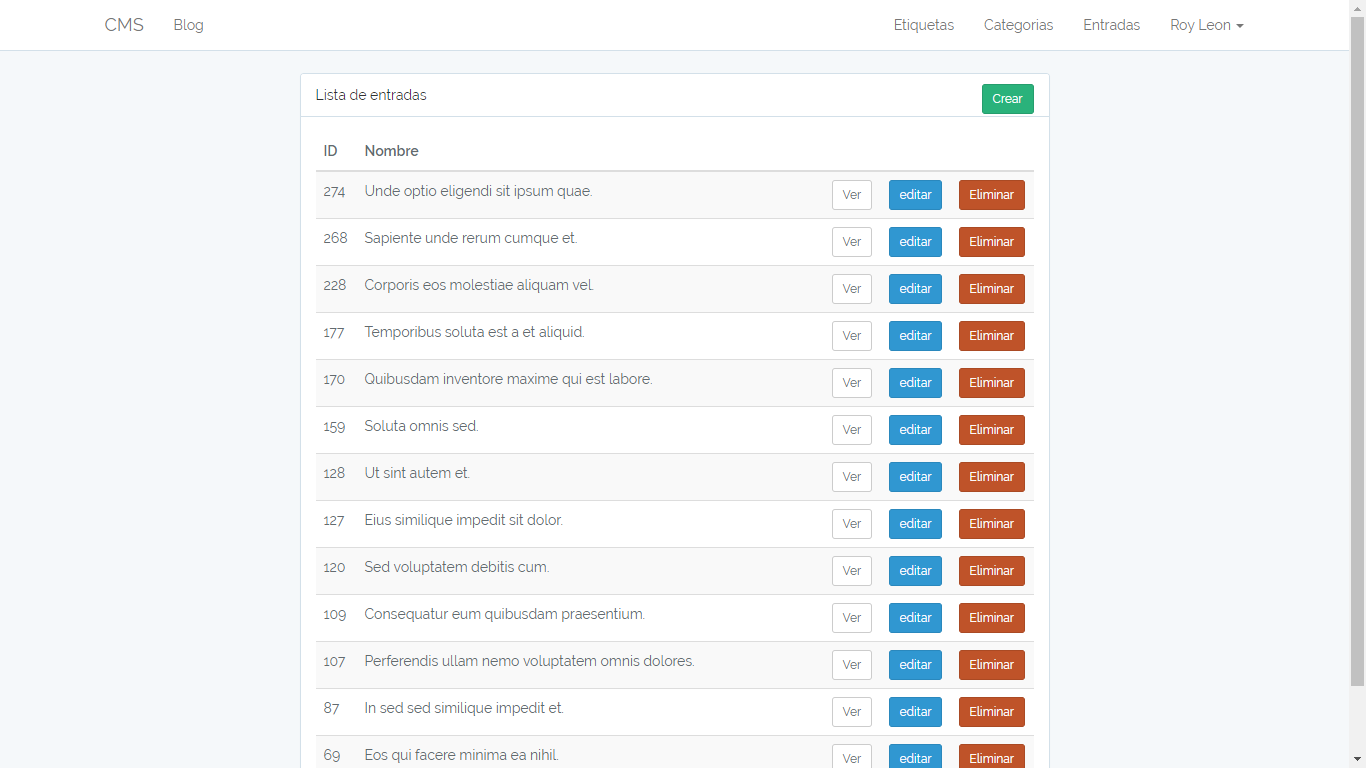 CMS Blog Etiquetas Categorias Entradas Roy Leon
Lista de entradas Crear
ID Nombre
274 Unde optio eligendi sit ipsum quae. Ver editar Eliminar
268 Sapiente unde rerum cumque et. Ver editar Eliminar
228 Corporis eos molestiae aliquam vel. Ver editar Eliminar
177 Temporibus soluta est a et aliquid. Ver editar Eliminar
170 Quibusdam inventore maxime qui est labore. Ver editar Eliminar
159 Soluta omnis sed. Ver editar Eliminar
128 Ut sint autem et. Ver editar Eliminar
127 Eius similique impedit sit dolor. Ver editar Eliminar
120 Sed voluptatem debitis cum. Ver editar Eliminar
109 Consequatur eum quibusdam praesentium. Ver editar Eliminar
107 Perferendis ullam nemo voluptatem omnis dolores. Ver editar Eliminar
87 In sed sed similique impedit et. Ver editar Eliminar
69 Eos qui facere minima ea nihil. Ver editar Eliminar